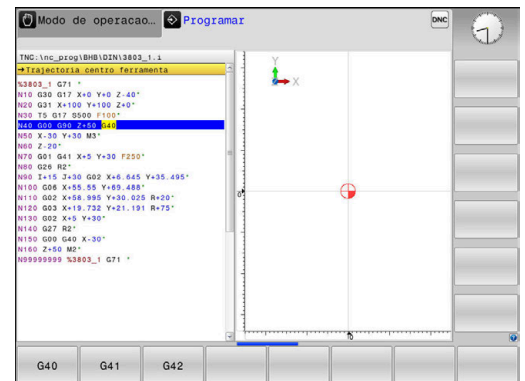 Modo de operacao…
Programar
DNC
TNC:\nc_prog\BHB\DIN\3803_1.i
→Trajectoria centro ferramenta
%3803_1 G71 *
N10 G30 G17 X+0 Y+0 Z-40*
N20 G31 X+100 Y+100 Z+0*
N30 T5 G17 S500 F100*
N40 G00 G90 Z+50 G40
N50 X-30 Y+30 M3*
N60 Z-20*
N70 G01 G41 X+5 Y+30 F250*
N80 G26 R2*
N90 I+15 J+30 G02 X+6.645 Y+35.495*
N100 G06 X+55.55 Y+69.488*
N110 G02 X+58.995 Y+30.025 R+20*
N120 G03 X+19.732 Y+21.191 R+75*
N130 G02 X+5 Y+30*
N140 G27 R2*
N150 G00 G40 X-30*
N160 Z+50 M2*
N99999999 %3803_1 G71 *
Y
X
0
0
G40 G41 G42